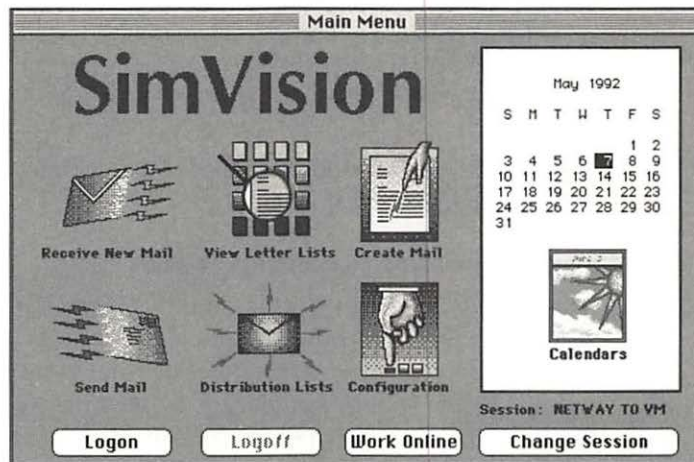 Main Menu
SimVision
Receive New Mail View Letter Lists Create Mail
Send Mail Distribution Lists Configuration
May 1992
S M T W T F S
1 2
3 4 5 6 7 8 9
10 11 12 13 14 15 16
17 18 19 20 21 22 23
24 25 26 27 28 29 30
31
Calendars
Session: NETWAY TO VM
Logon Logoff Work Online Change Session